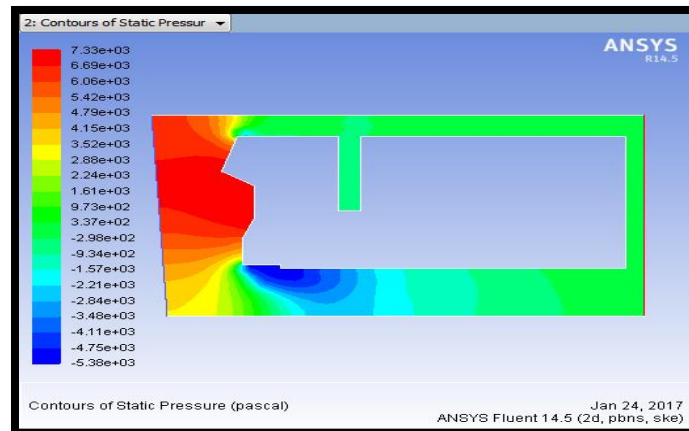 2: Contours of Static Pressur
ANSYS
R14.5
7.33e+03
6.69e+03
6.06e+03
5.42e+03
4.79e+03
4.15e+03
3.52e+03
2.88e+03
2.24e+03
1.61e+03
9.73e+02
3.37e+02
-2.98e+02
-9.34e+02
-1.57e+03
-2.21e+03
-2.84e+03
-3.48e+03
-4.11e+03
-4.75e+03
-5.38e+03
Contours of Static Pressure (pascal)
Jan 24, 2017
ANSYS Fluent 14.5 (2d, pbns, ske)